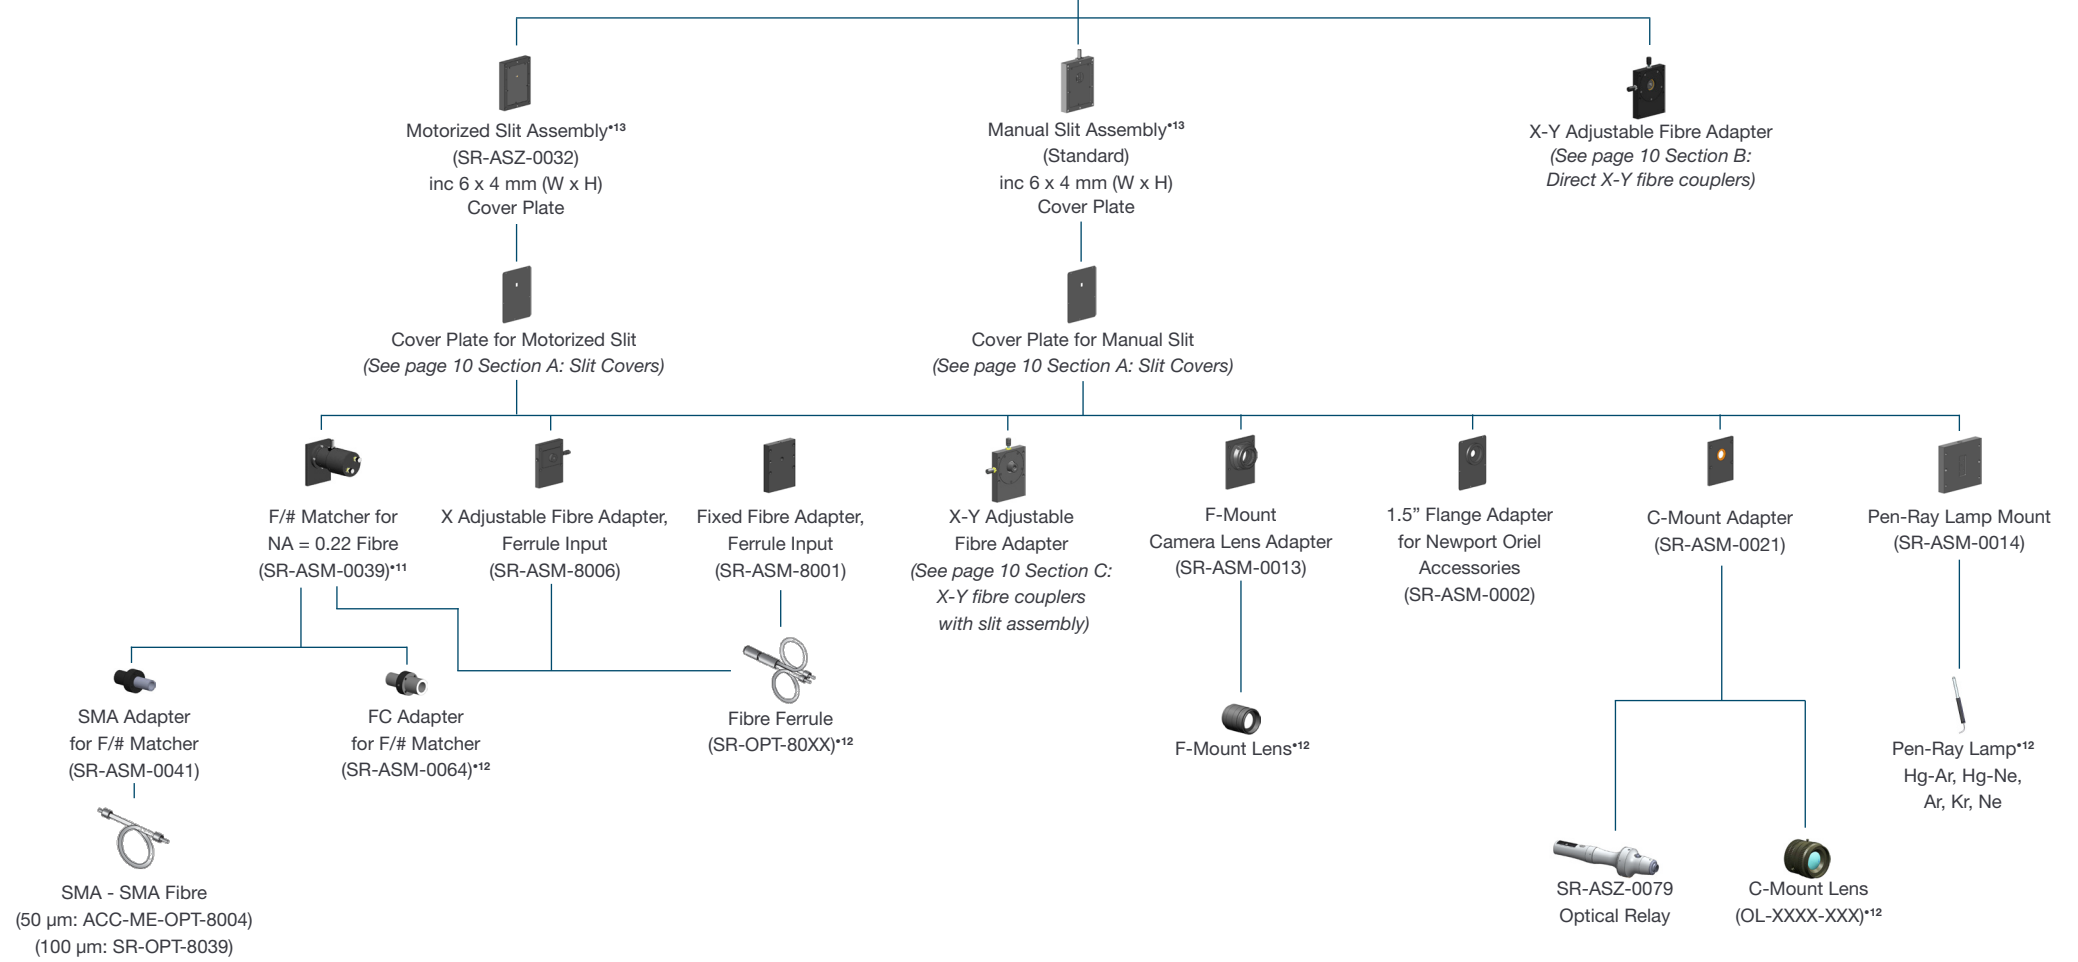 Motorized Slit Assembly•13
(SR-ASZ-0032)
inc 6 x 4 mm (W x H)
Cover Plate
Manual Slit Assembly•13
(Standard)
inc 6 x 4 mm (W x H)
Cover Plate
X-Y Adjustable Fibre Adapter
(See page 10 Section B:
Direct X-Y fibre couplers)
Cover Plate for Motorized Slit
(See page 10 Section A: Slit Covers)
Cover Plate for Manual Slit
(See page 10 Section A: Slit Covers)
F/# Matcher for
NA = 0.22 Fibre
(SR-ASM-0039)•11
X Adjustable Fibre Adapter,
Ferrule Input
(SR-ASM-8006)
Fixed Fibre Adapter,
Ferrule Input
(SR-ASM-8001)
X-Y Adjustable
Fibre Adapter
(See page 10 Section C:
X-Y fibre couplers
with slit assembly)
F-Mount
Camera Lens Adapter
(SR-ASM-0013)
1.5” Flange Adapter
for Newport Oriel
Accessories
(SR-ASM-0002)
C-Mount Adapter
(SR-ASM-0021)
Pen-Ray Lamp Mount
(SR-ASM-0014)
SMA Adapter
for F/# Matcher
(SR-ASM-0041)
FC Adapter
for F/# Matcher
(SR-ASM-0064)•12
Fibre Ferrule
(SR-OPT-80XX)•12
F-Mount Lens•12
Pen-Ray Lamp•12
Hg-Ar, Hg-Ne,
Ar, Kr, Ne
SMA - SMA Fibre
(50 µm: ACC-ME-OPT-8004)
(100 µm: SR-OPT-8039)
SR-ASZ-0079
Optical Relay
C-Mount Lens
(OL-XXXX-XXX)•12